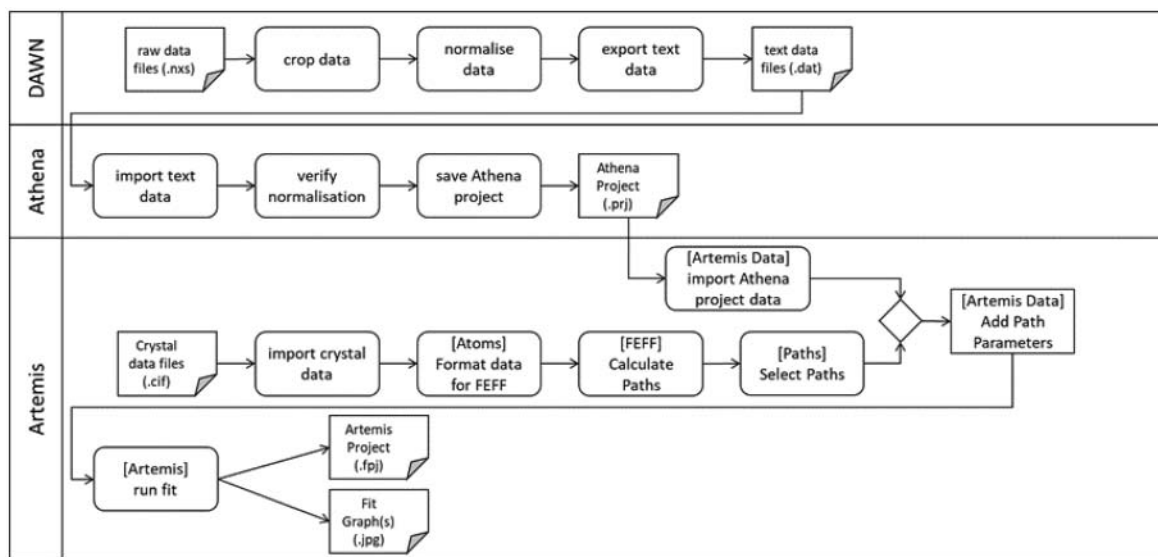 DAWN
raw data
files (.nxs)
crop data
normalise
data
export text
data
text data
files (.dat)
Athena
import text
data
verify
normalisation
save Athena
project
Athena
Project
(.prj)
Artemis
[Artemis Data]
import Athena
project data
[Artemis Data]
Add Path
Parameters
Crystal
data files
(.cif)
import crystal
data
[Atoms]
Format data
for FEFF
[FEFF]
Calculate
Paths
[Paths]
Select Paths
[Artemis]
run fit
Artemis
Project
(.fpj)
Fit
Graph(s)
(.jpg)